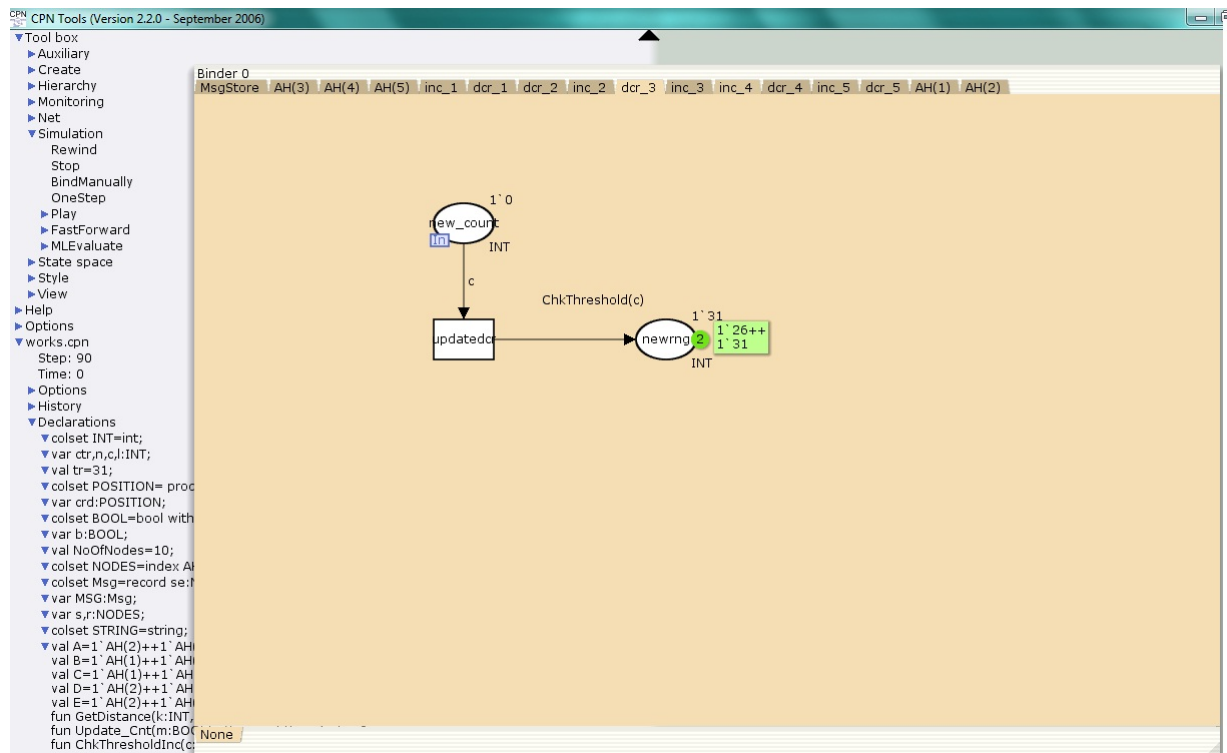 CPN CPN Tools (Version 2.2.0 - September 2006)
Tool box
Auxiliary
Create
Hierarchy
Monitoring
Net
Simulation
Rewind
Stop
BindManually
OneStep
Play
FastForward
MLEvaluate
State space
Style
View
Help
Options
works.cpn
Step: 90
Time: 0
Options
History
Declarations
colset INT=int;
var ctr,n,c,l:INT;
val tr=31;
colset POSITION= proc
var crd:POSITION;
colset BOOL=bool with
var b:BOOL;
val NoOfNodes=10;
colset NODES=index AH
colset Msg=record se:N
var MSG:Msg;
var s,r:NODES;
colset STRING=string;
val A=1`AH(2)++1`AH(
val B=1`AH(1)++1`AH(
val C=1`AH(1)++1`AH
val D=1`AH(2)++1`AH
val E=1`AH(2)++1`AH(
fun GetDistance(k:INT,
fun Update_Cnt(m:BOO
fun ChkThresholdInc(c:
Binder 0
MsgStore AH(3) AH(4) AH(5) inc_1 dcr_1 dcr_2 inc_2 dcr_3 inc_3 inc_4 dcr_4 inc_5 dcr_5 AH(1) AH(2)
1`0
new_count
In
INT
c
ChkThreshold(c)
updatedcr
1`31
newrng
2
1`26++
1`31
INT
None